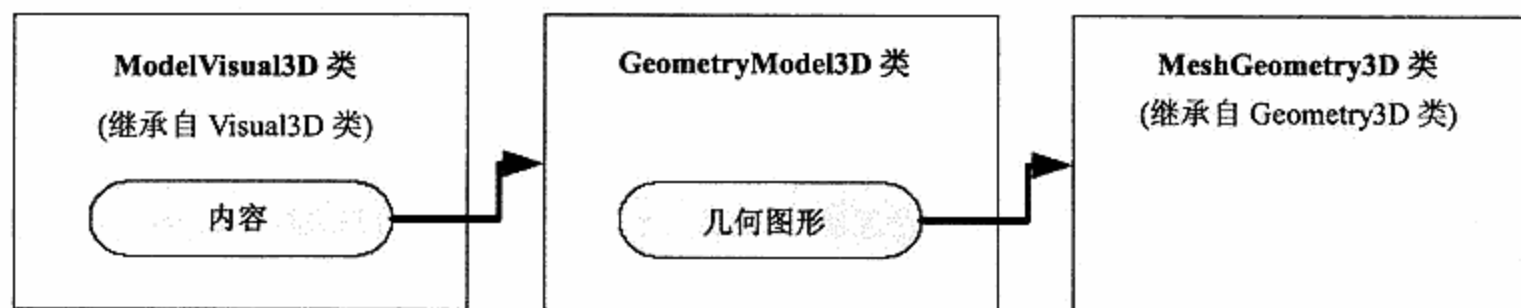 ModelVisual3D 类
(继承自 Visual3D 类)
内容
GeometryModel3D 类
几何图形
MeshGeometry3D 类
(继承自 Geometry3D 类)